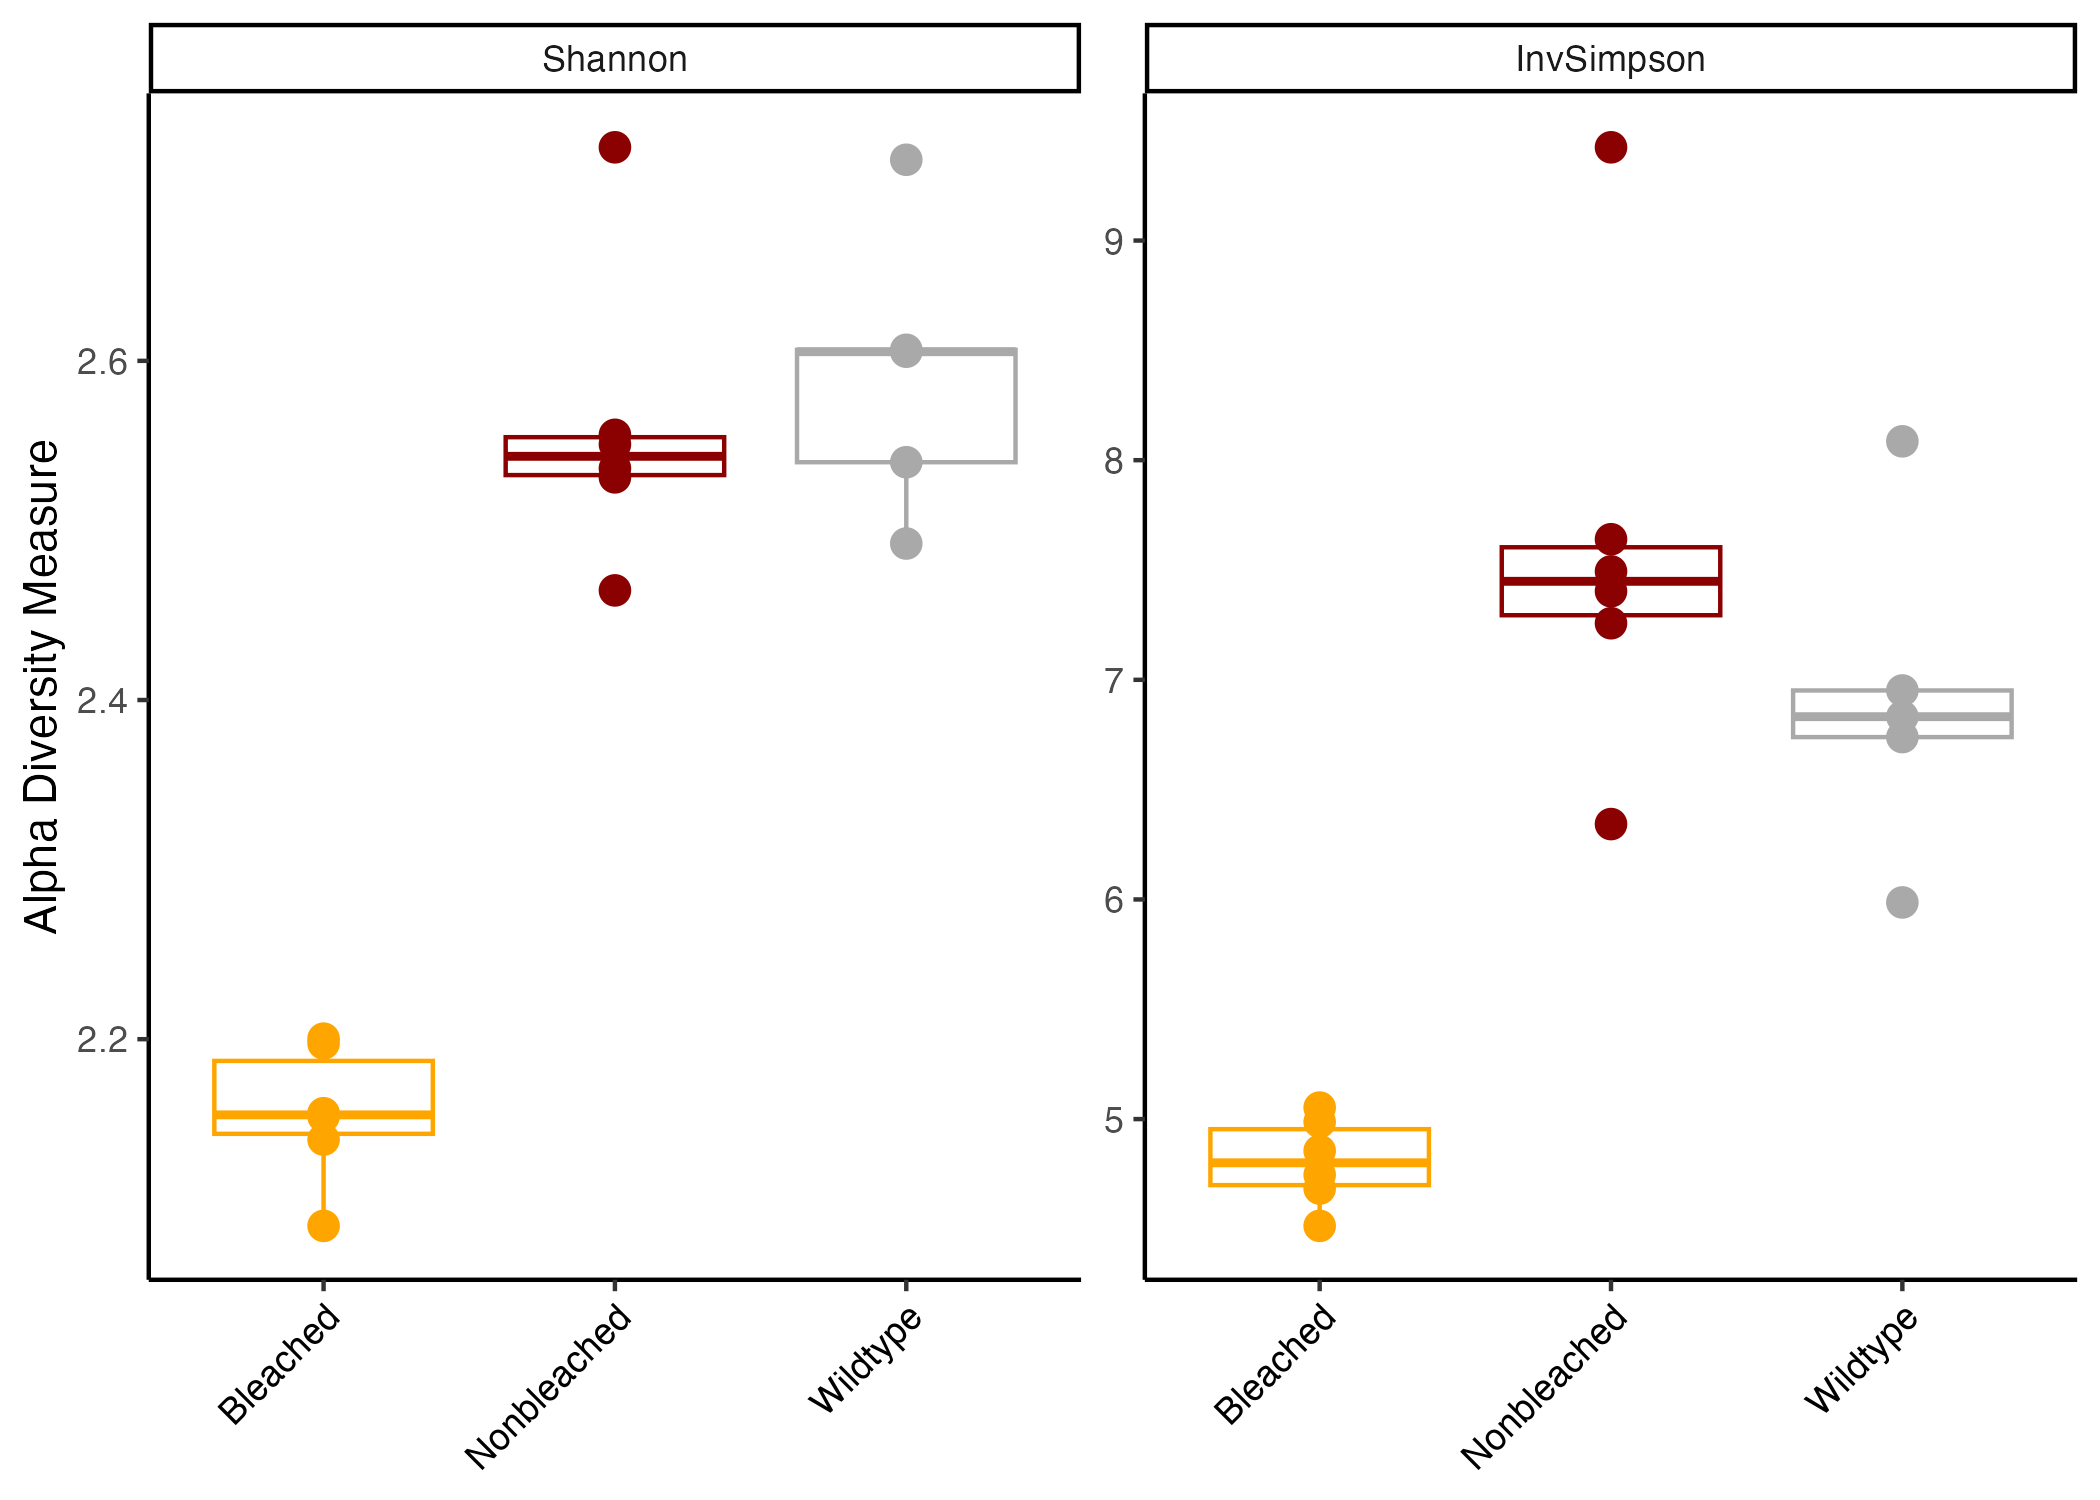 Shannon
InvSimpson
Alpha Diversity Measure
2.6
2.4
2.2
9
8
7
6
5
Bleached
Nonbleached
Wildtype
Bleached
Nonbleached
Wildtype